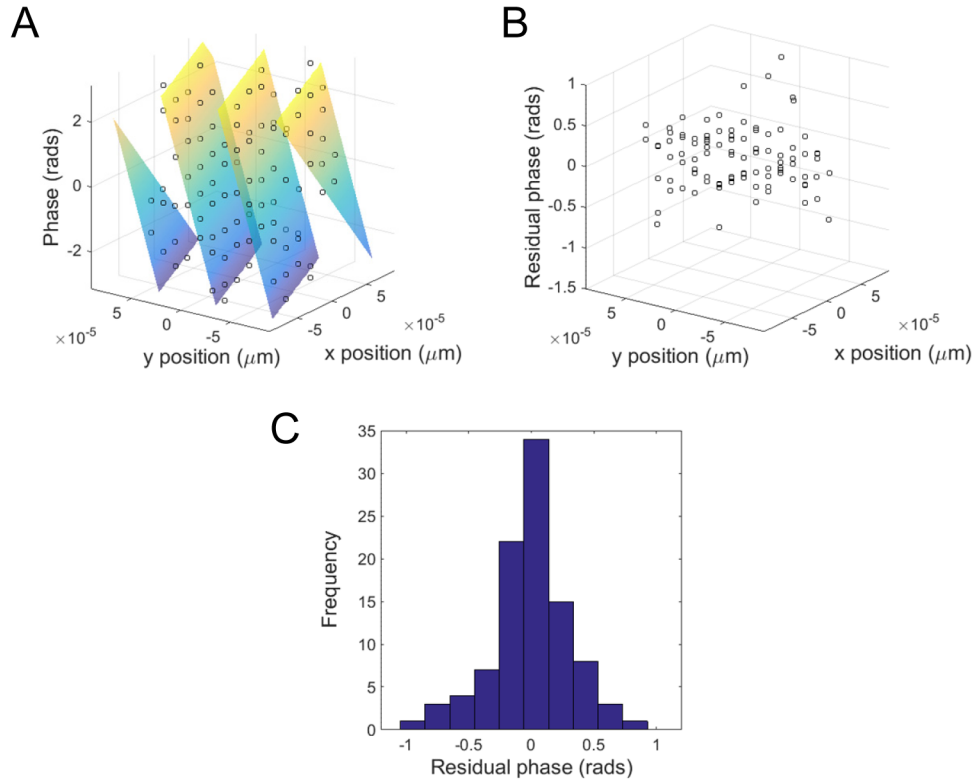 A
B
Phase (rads)
2
0
-2
×10⁻⁵
5
0
-5
y position (μm)
-5
0
5
×10⁻⁵
x position (μm)
Residual phase (rads)
1
0.5
0
-0.5
-1
-1.5
×10⁻⁵
5
0
-5
y position (μm)
-5
0
5
×10⁻⁵
x position (μm)
C
Frequency
35
30
25
20
15
10
5
0
-1 -0.5 0 0.5 1
Residual phase (rads)